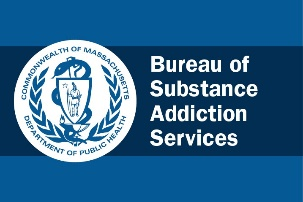 COMMONWEALTH OF MASSACHUSETTS
DEPARTMENT OF PUBLIC HEALTH
Bureau of
Substance
Addiction
Services